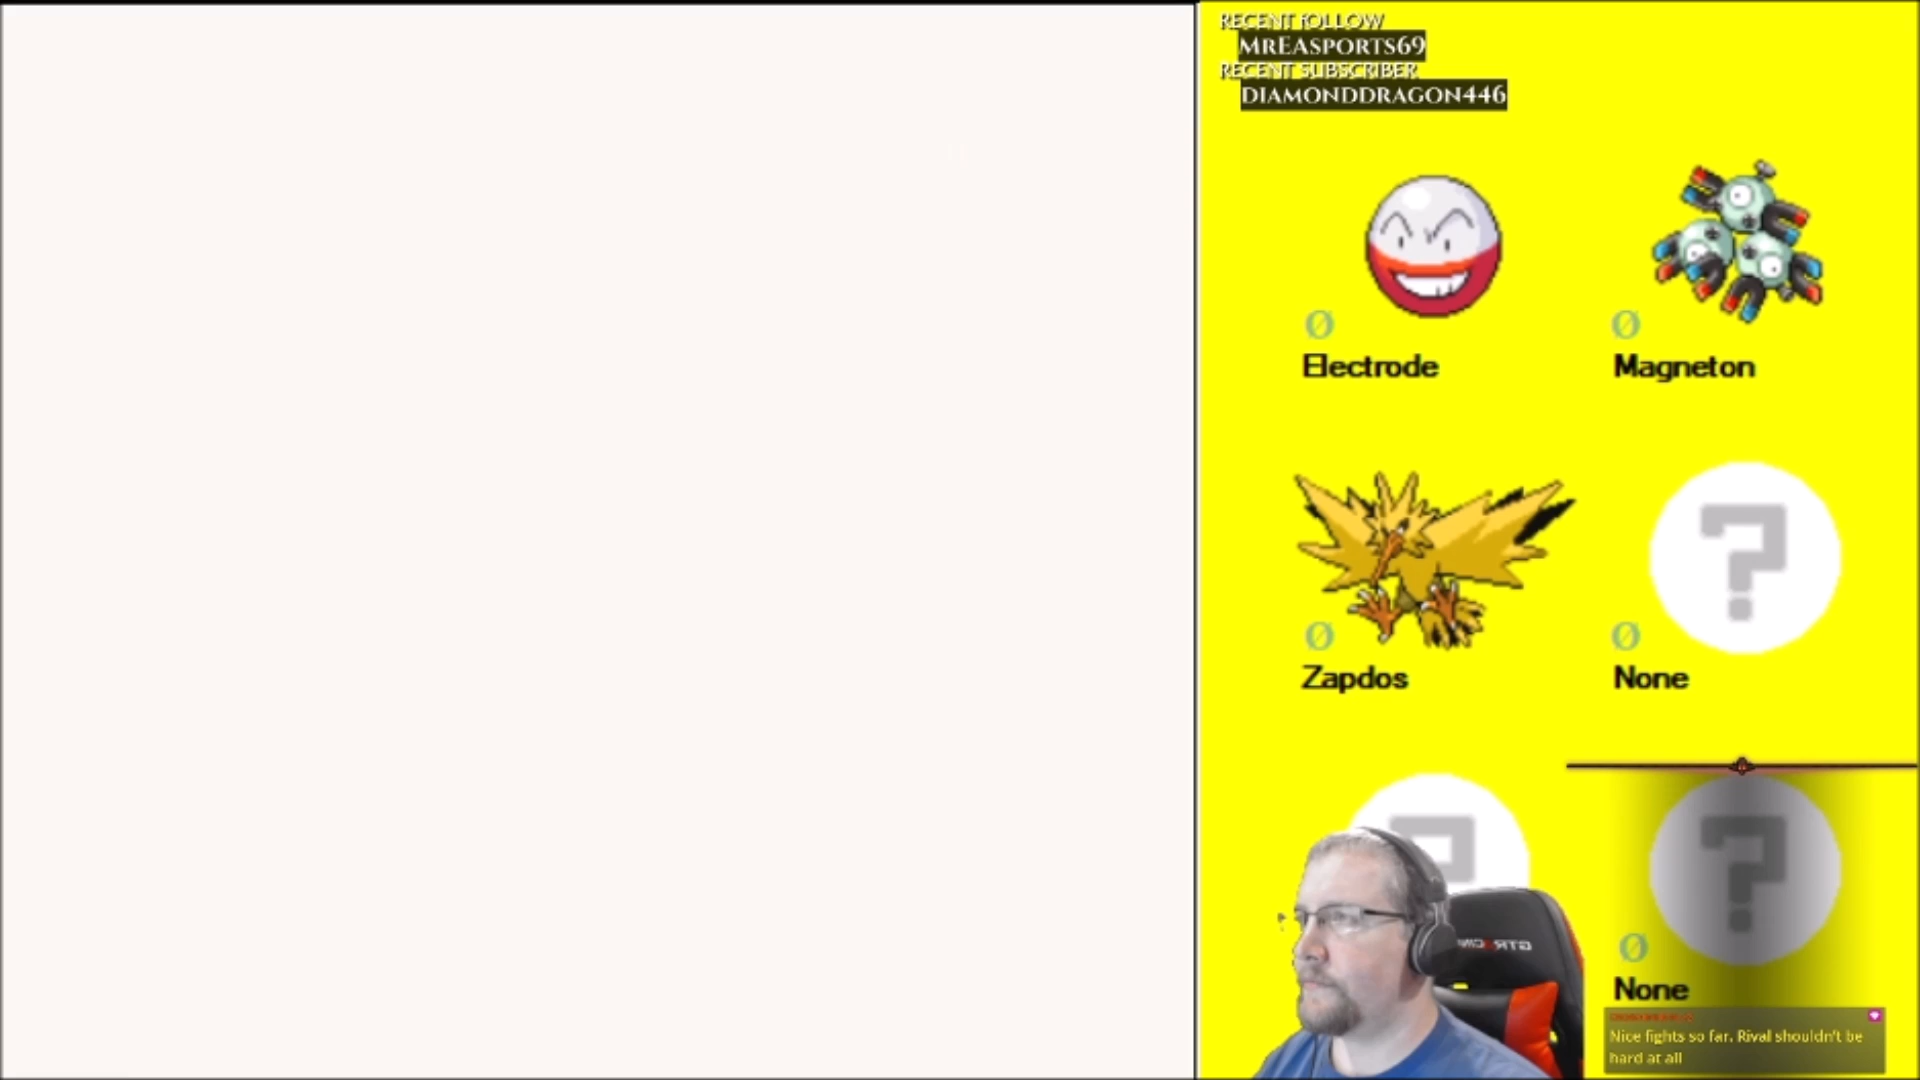 RECENT FOLLOW
MREASPORTS69
RECENT SUBSCRIBER
DIAMONDDRAGON446
Ø
Ø
Electrode
Magneton
?
Ø
Ø
Zapdos
None
?
Ø
None
Nice fights so far. Rival shouldn't be
hard at all